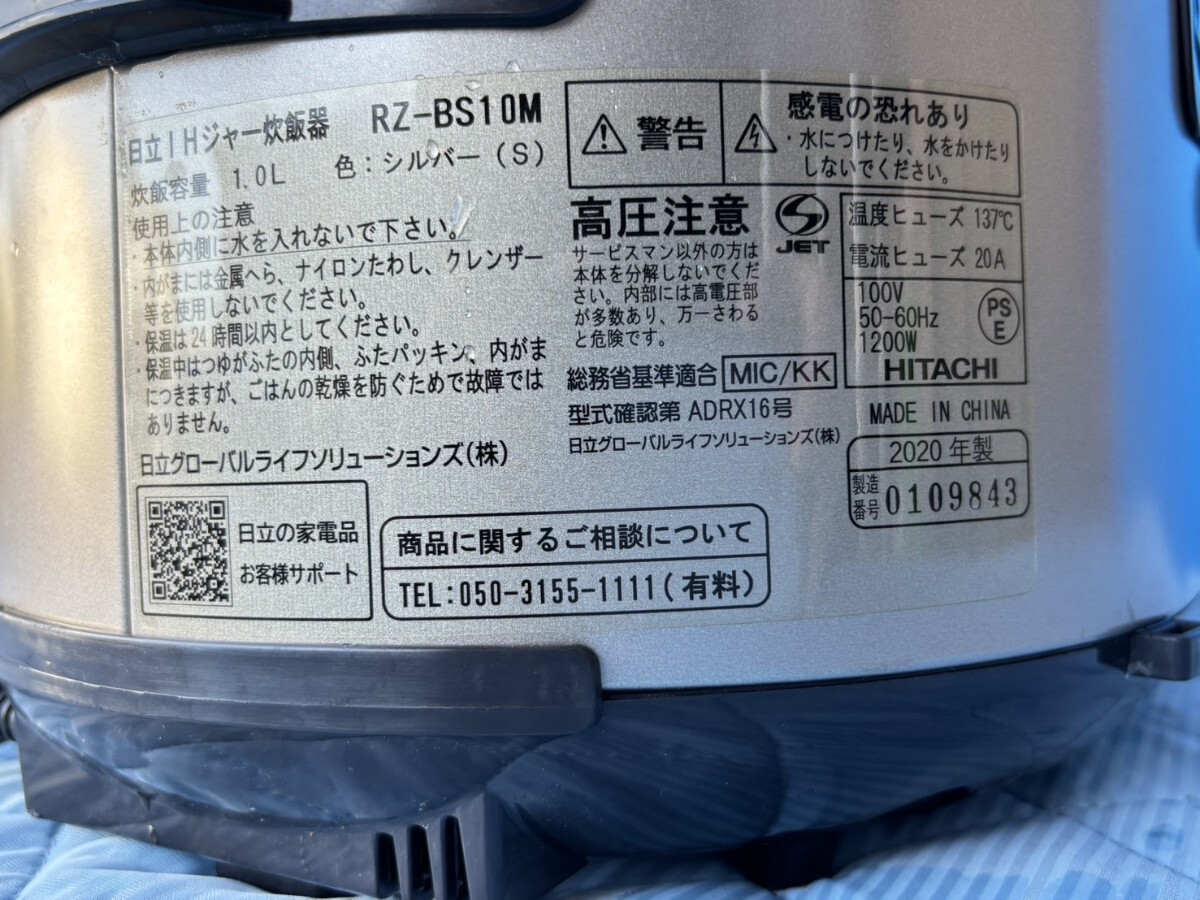 日立IHジャー炊飯器 RZ-BS10M
炊飯容量 1.0L 色：シルバー（S）
使用上の注意
・本体内側に水を入れないで下さい。
・内がまには金属へら、ナイロンたわし、クレンザー
等を使用しないでください。
・保温は24時間以内としてください。
・保温中はつゆがふたの内側、ふたパッキン、内がま
につきますが、ごはんの乾燥を防ぐためで故障では
ありません。
日立グローバルライフソリューションズ(株)
日立の家電品
お客様サポート
商品に関するご相談について
TEL:050-3155-1111(有料)
警告
感電の恐れあり
・水につけたり、水をかけたり
しないでください。
高圧注意
サービスマン以外の方は
本体を分解しないでくだ
さい。内部には高電圧部
が多数あり、万一さわる
と危険です。
S JET
総務省基準適合 MIC/KK
型式確認第 ADRX16号
日立グローバルライフソリューションズ(株)
温度ヒューズ 137℃
電流ヒューズ 20A
100V
50-60Hz
1200W
PS
E
HITACHI
MADE IN CHINA
2020年製
製造
番号 0109843